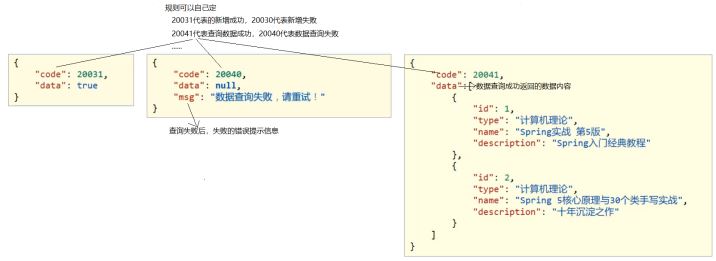 规则可以自己定
20031代表的新增成功，20030代表新增失败
20041代表查询数据成功，20040代表数据查询失败
......
{
"code": 20031,
"data": true
}
{
"code": 20040,
"data": null,
"msg": "数据查询失败，请重试！"
}
查询失败后，失败的错误提示信息
{
"code": 20041,
"data"
数据查询成功返回的数据内容
{
"id": 1,
"type": "计算机理论",
"name": "Spring实战 第5版",
"description": "Spring入门经典教程"
},
{
"id": 2,
"type": "计算机理论",
"name": "Spring 5核心原理与30个类手写实战",
"description": "十年沉淀之作"
}
]
}